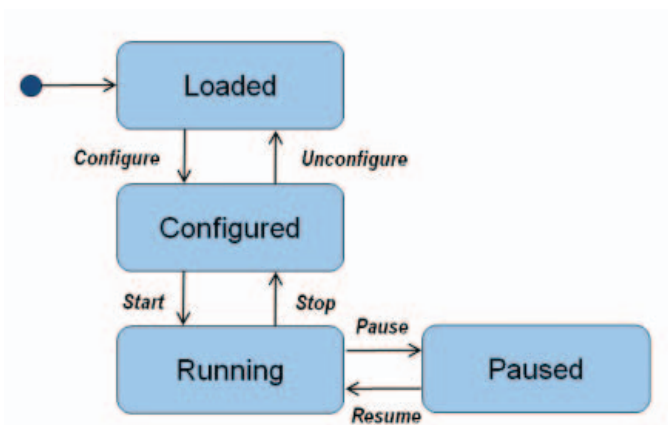 Loaded
Configure
Unconfigure
Configured
Start
Stop
Pause
Running
Paused
Resume